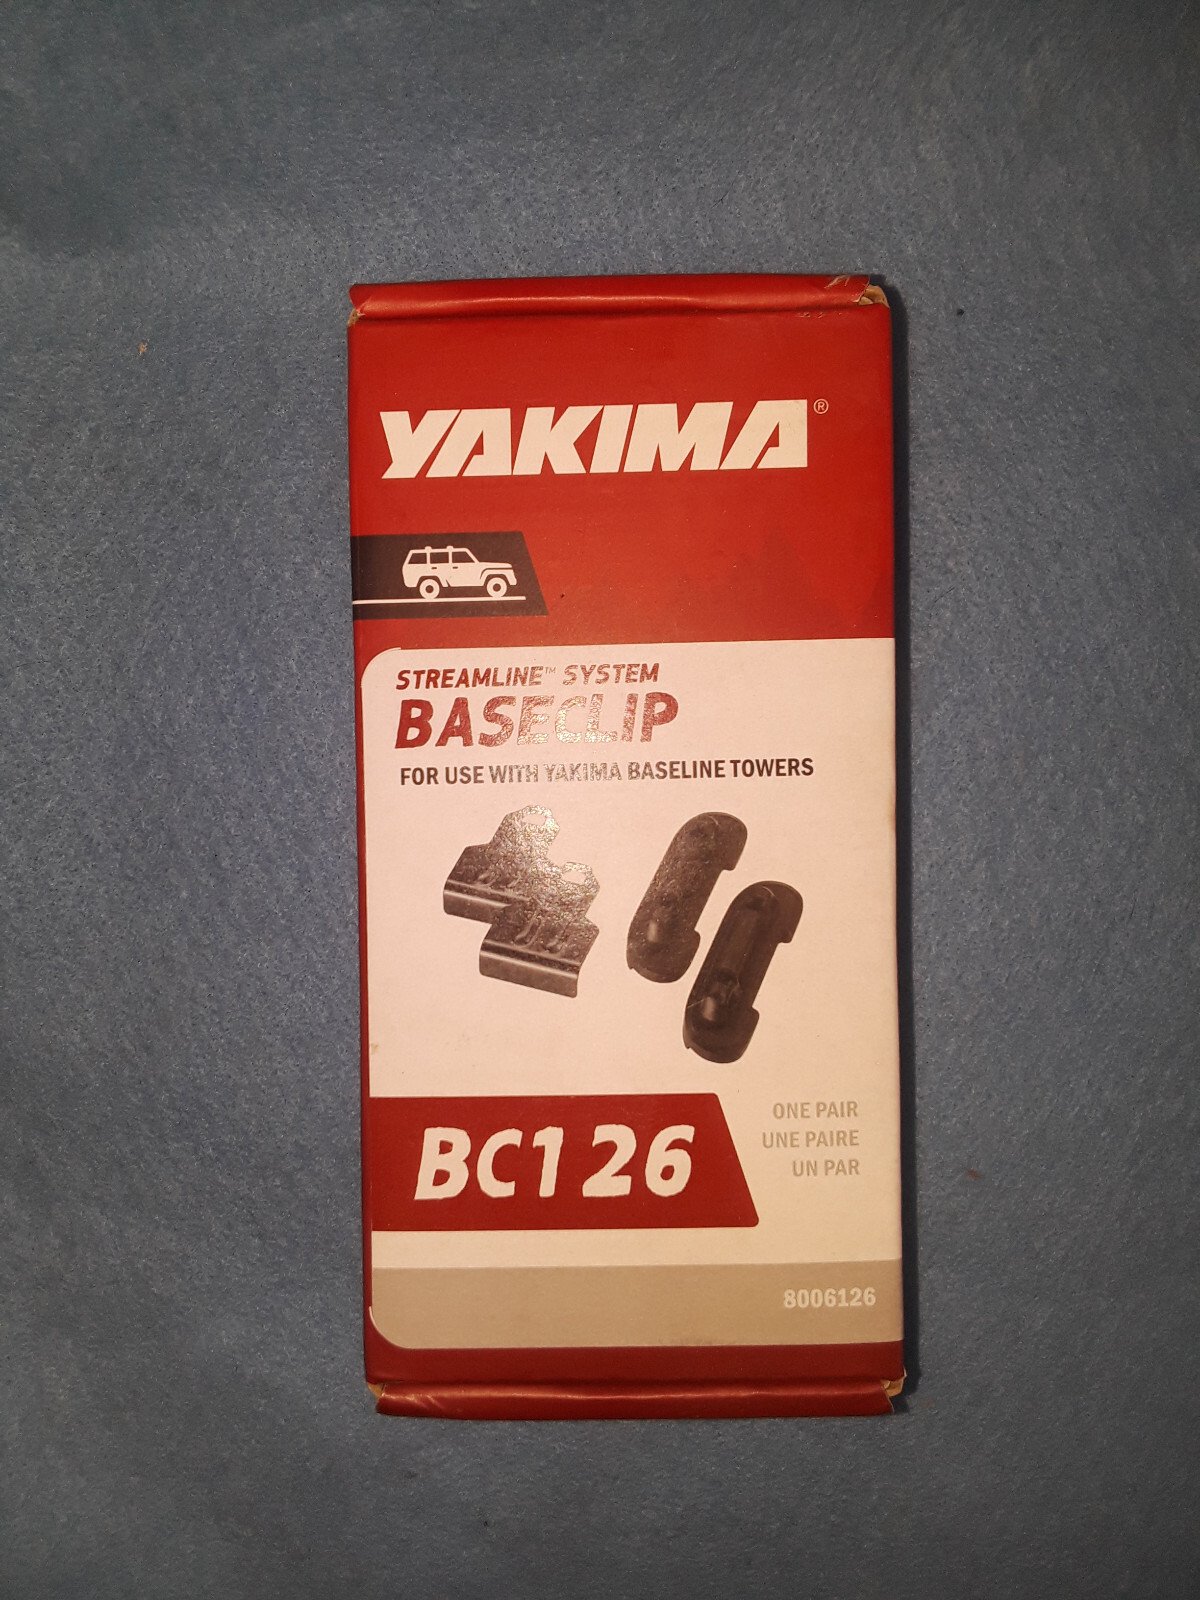 YAKIMA®
STREAMLINE™ SYSTEM
BASECLIP
FOR USE WITH YAKIMA BASELINE TOWERS
BC126
ONE PAIR
UNE PAIRE
UN PAR
8006126